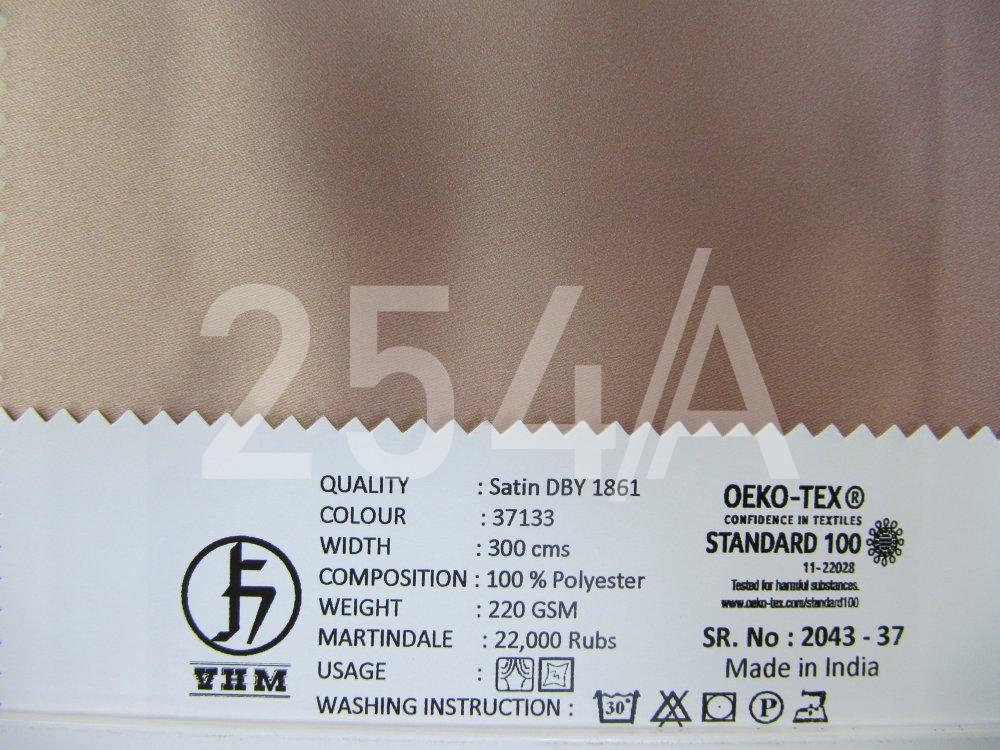 254/A
QUALITY : Satin DBY 1861
COLOUR : 37133
WIDTH : 300 cms
COMPOSITION : 100 % Polyester
WEIGHT : 220 GSM
MARTINDALE : 22,000 Rubs
USAGE :
WASHING INSTRUCTION : 30° P
VHM
OEKO-TEX®
CONFIDENCE IN TEXTILES
STANDARD 100
11-22028
Tested for harmful substances.
www.oeko-tex.com/standard100
SR. No : 2043 - 37
Made in India